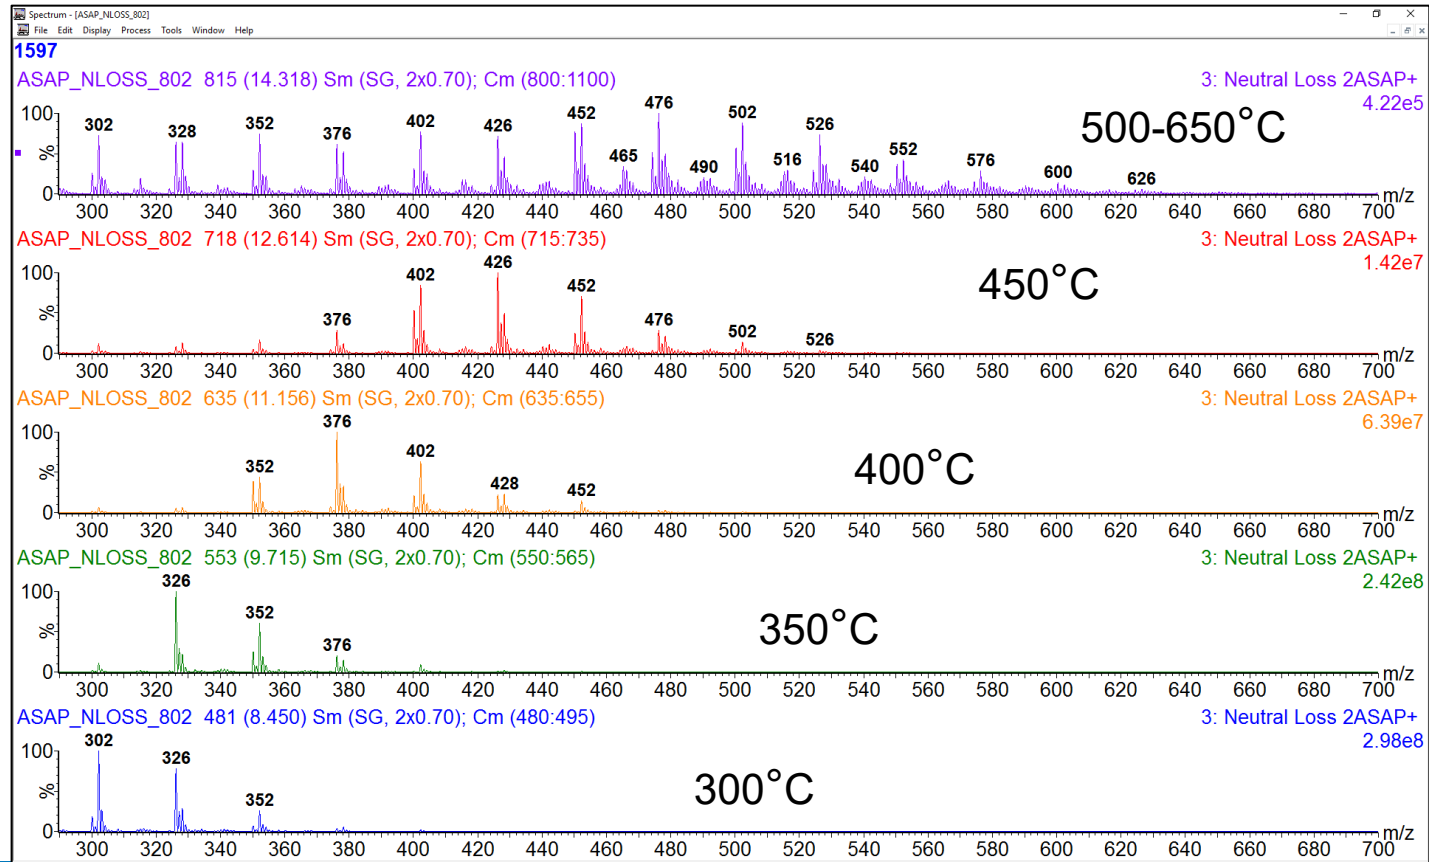 Spectrum - [ASAP_NLOSS_802]
File Edit Display Process Tools Window Help
1597
ASAP_NLOSS_802 815 (14.318) Sm (SG, 2x0.70); Cm (800:1100)
3: Neutral Loss 2ASAP+
4.22e5
500-650°C
100
%
0
302 328 352 376 402 426 452 465 476 490 502 516 526 540 552 576 600 626
m/z
300 320 340 360 380 400 420 440 460 480 500 520 540 560 580 600 620 640 660 680 700
ASAP_NLOSS_802 718 (12.614) Sm (SG, 2x0.70); Cm (715:735)
3: Neutral Loss 2ASAP+
1.42e7
450°C
100
%
0
376 402 426 452 476 502 526
m/z
300 320 340 360 380 400 420 440 460 480 500 520 540 560 580 600 620 640 660 680 700
ASAP_NLOSS_802 635 (11.156) Sm (SG, 2x0.70); Cm (635:655)
3: Neutral Loss 2ASAP+
6.39e7
400°C
100
%
0
352 376 402 428 452
m/z
300 320 340 360 380 400 420 440 460 480 500 520 540 560 580 600 620 640 660 680 700
ASAP_NLOSS_802 553 (9.715) Sm (SG, 2x0.70); Cm (550:565)
3: Neutral Loss 2ASAP+
2.42e8
350°C
100
%
0
326 352 376
m/z
300 320 340 360 380 400 420 440 460 480 500 520 540 560 580 600 620 640 660 680 700
ASAP_NLOSS_802 481 (8.450) Sm (SG, 2x0.70); Cm (480:495)
3: Neutral Loss 2ASAP+
2.98e8
300°C
100
%
0
302 326 352
m/z
300 320 340 360 380 400 420 440 460 480 500 520 540 560 580 600 620 640 660 680 700